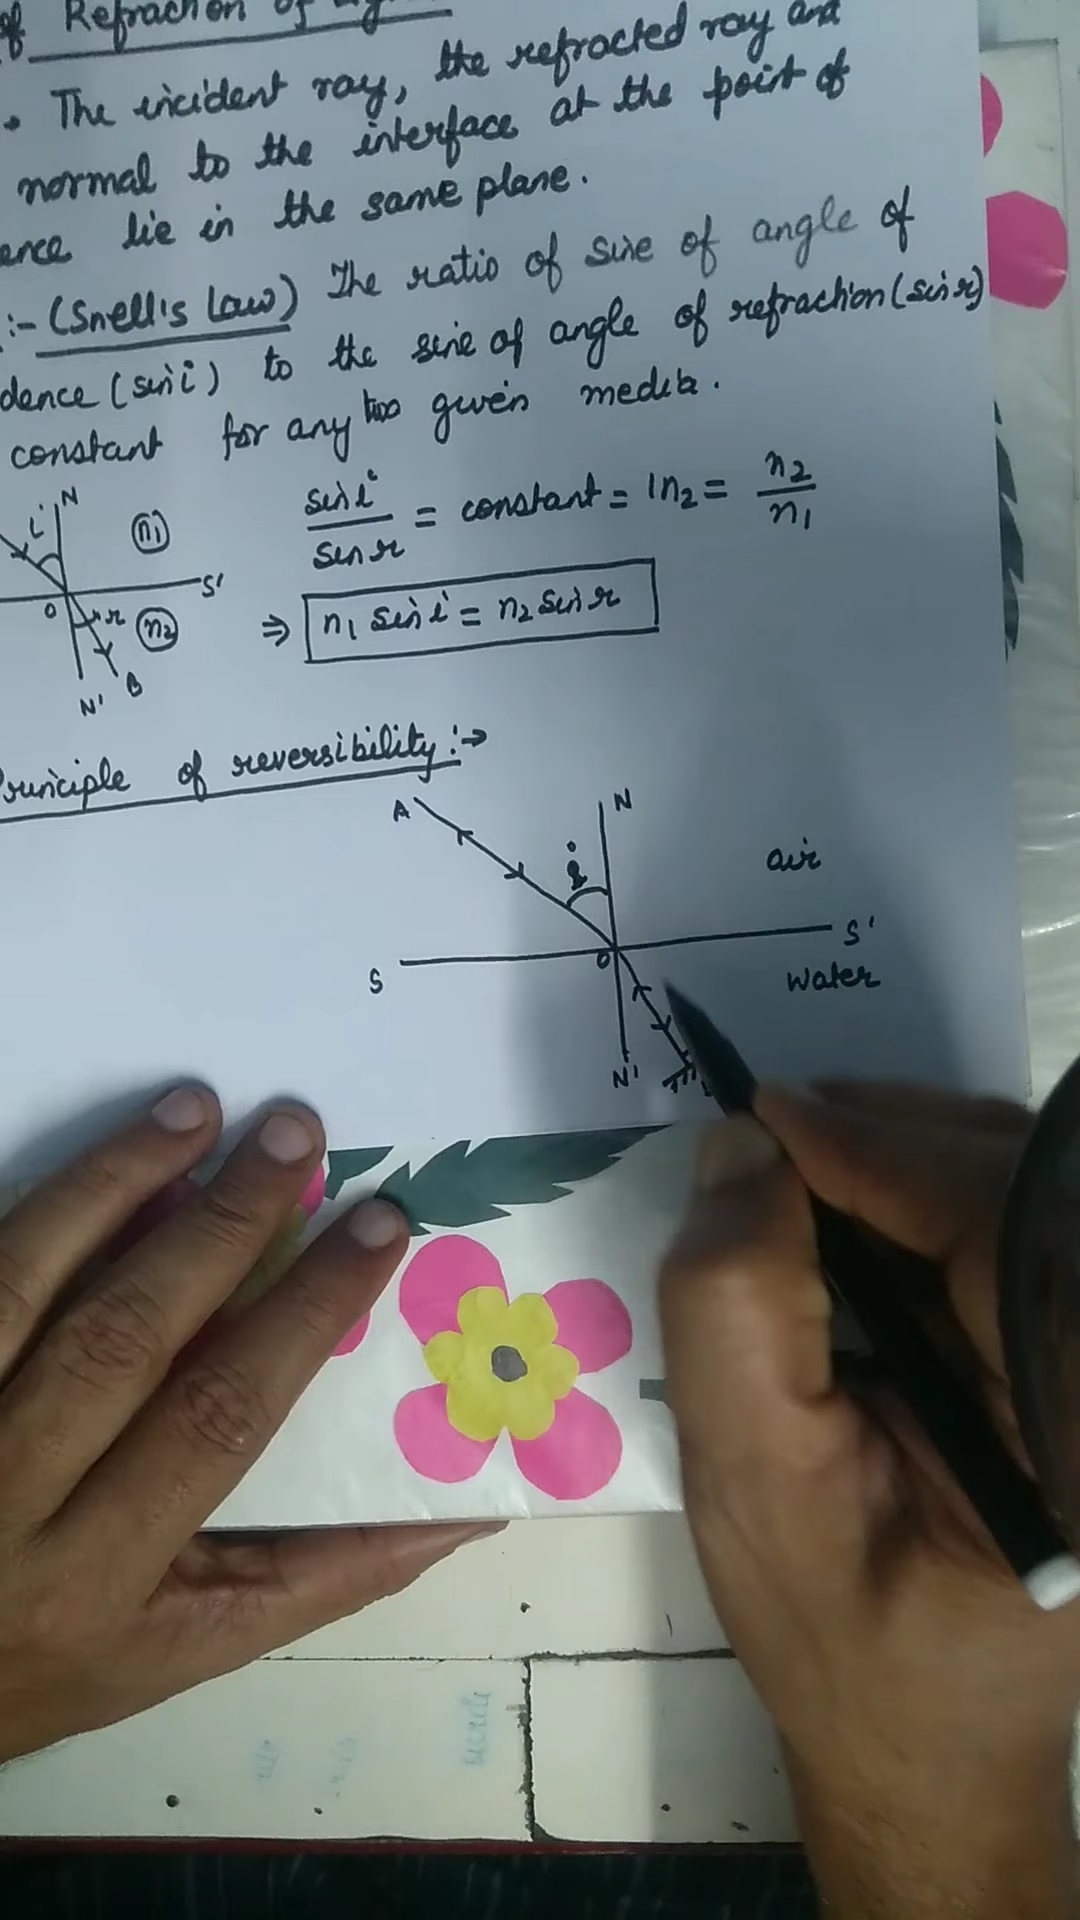 of Refraction of
• The incident ray, the refracted ray and
normal to the interface at the point of
ence lie in the same plane.
:- (Snell's Law) The ratio of sine of angle of
dence (sin i) to the sine of angle of refraction (sin r)
constant for any two given media.
sin i / sin r = constant = 1n2 = n2 / n1
⇒ n1 sin i = n2 sin r
N
i
n1
S'
O
r
n2
N'
B
Principle of reversibility :→
A
N
i
air
S
O
S'
water
N'